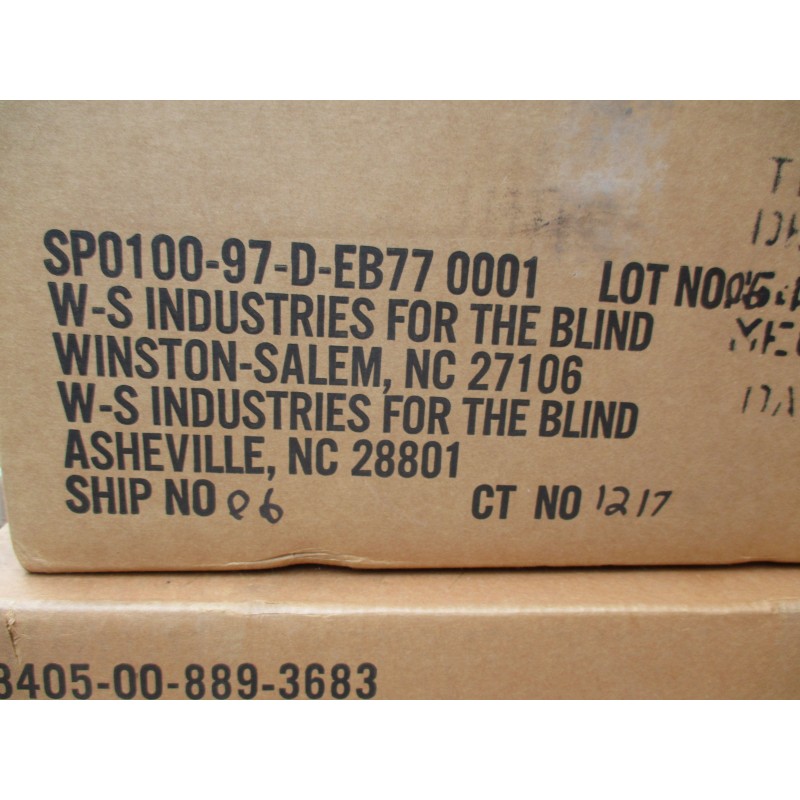 SP0100-97-D-EB77 0001 LOT NO
W-S INDUSTRIES FOR THE BLIND
WINSTON-SALEM, NC 27106
W-S INDUSTRIES FOR THE BLIND
ASHEVILLE, NC 28801
SHIP NO 06 CT NO 1217
8405-00-889-3683